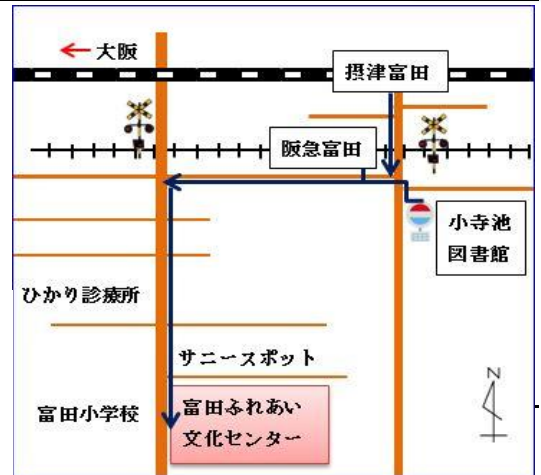 大阪
摂津富田
阪急富田
小寺池
図書館
ひかり診療所
サニースポット
富田小学校
富田ふれあい
文化センター
N